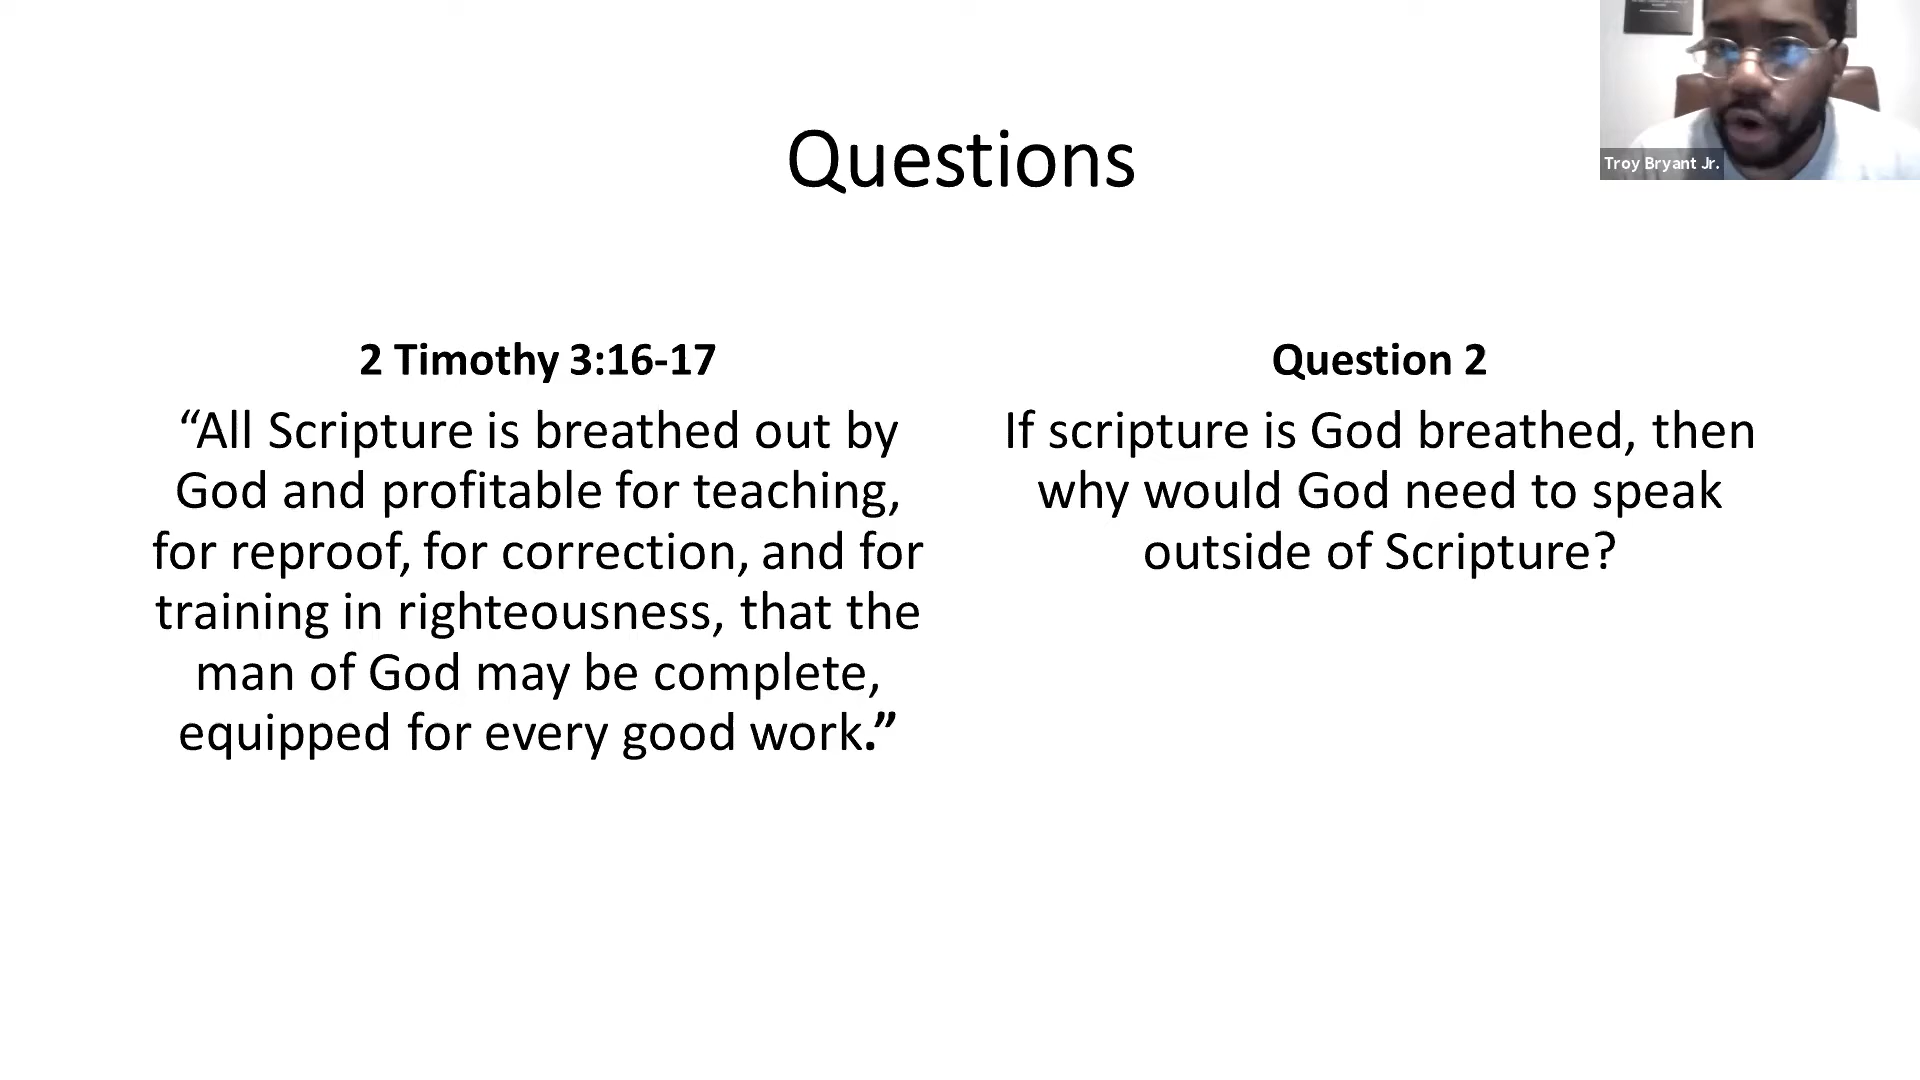 Questions
Troy Bryant Jr.
2 Timothy 3:16-17
“All Scripture is breathed out by
God and profitable for teaching,
for reproof, for correction, and for
training in righteousness, that the
man of God may be complete,
equipped for every good work.”
Question 2
If scripture is God breathed, then
why would God need to speak
outside of Scripture?